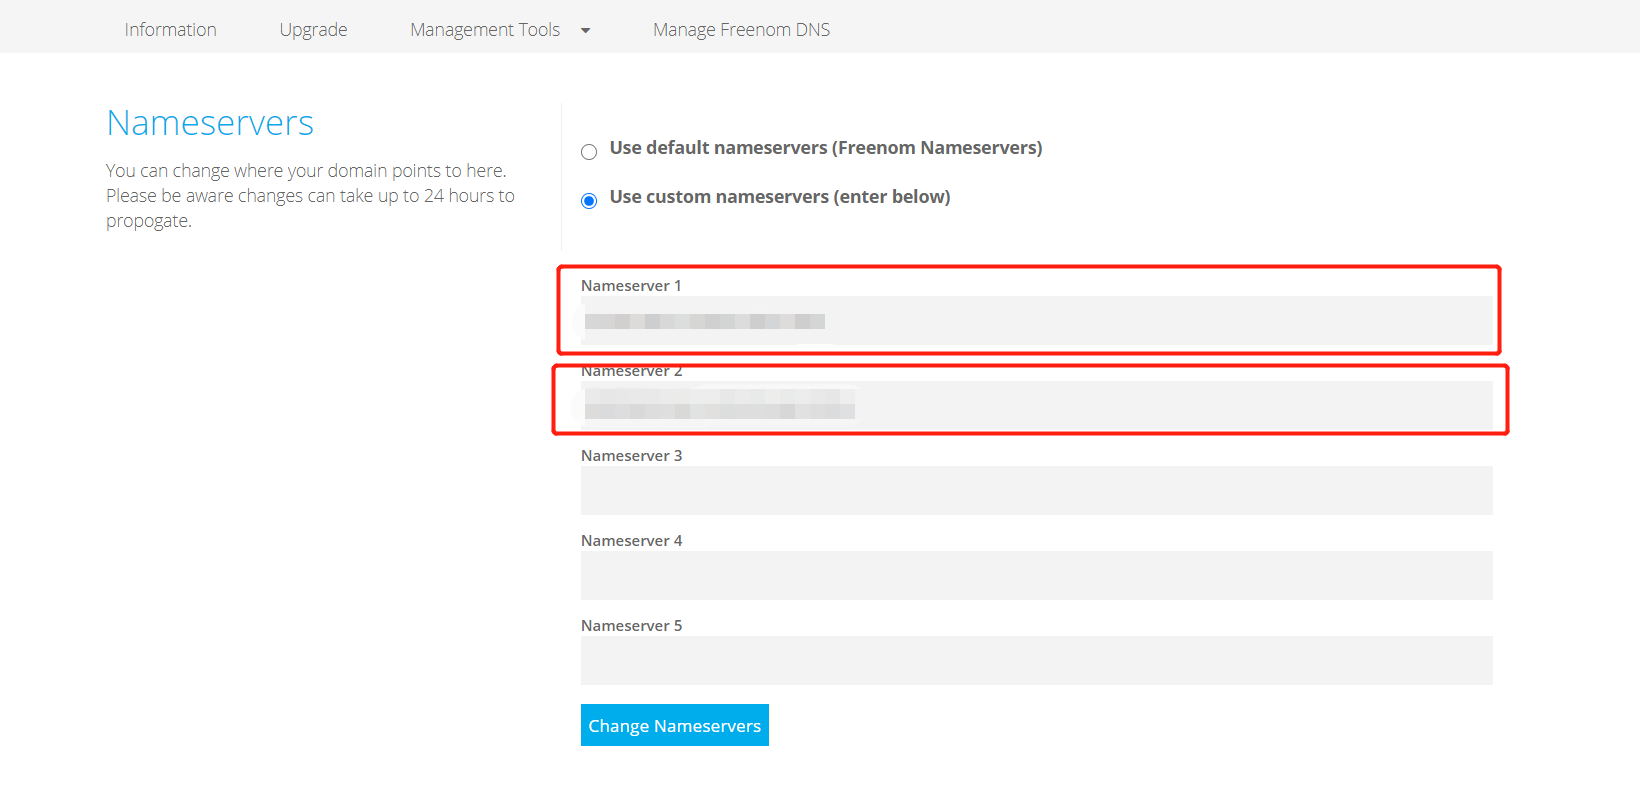 Information Upgrade Management Tools Manage Freenom DNS
Nameservers
You can change where your domain points to here.
Please be aware changes can take up to 24 hours to
propogate.
Use default nameservers (Freenom Nameservers)
Use custom nameservers (enter below)
Nameserver 1
Nameserver 2
Nameserver 3
Nameserver 4
Nameserver 5
Change Nameservers